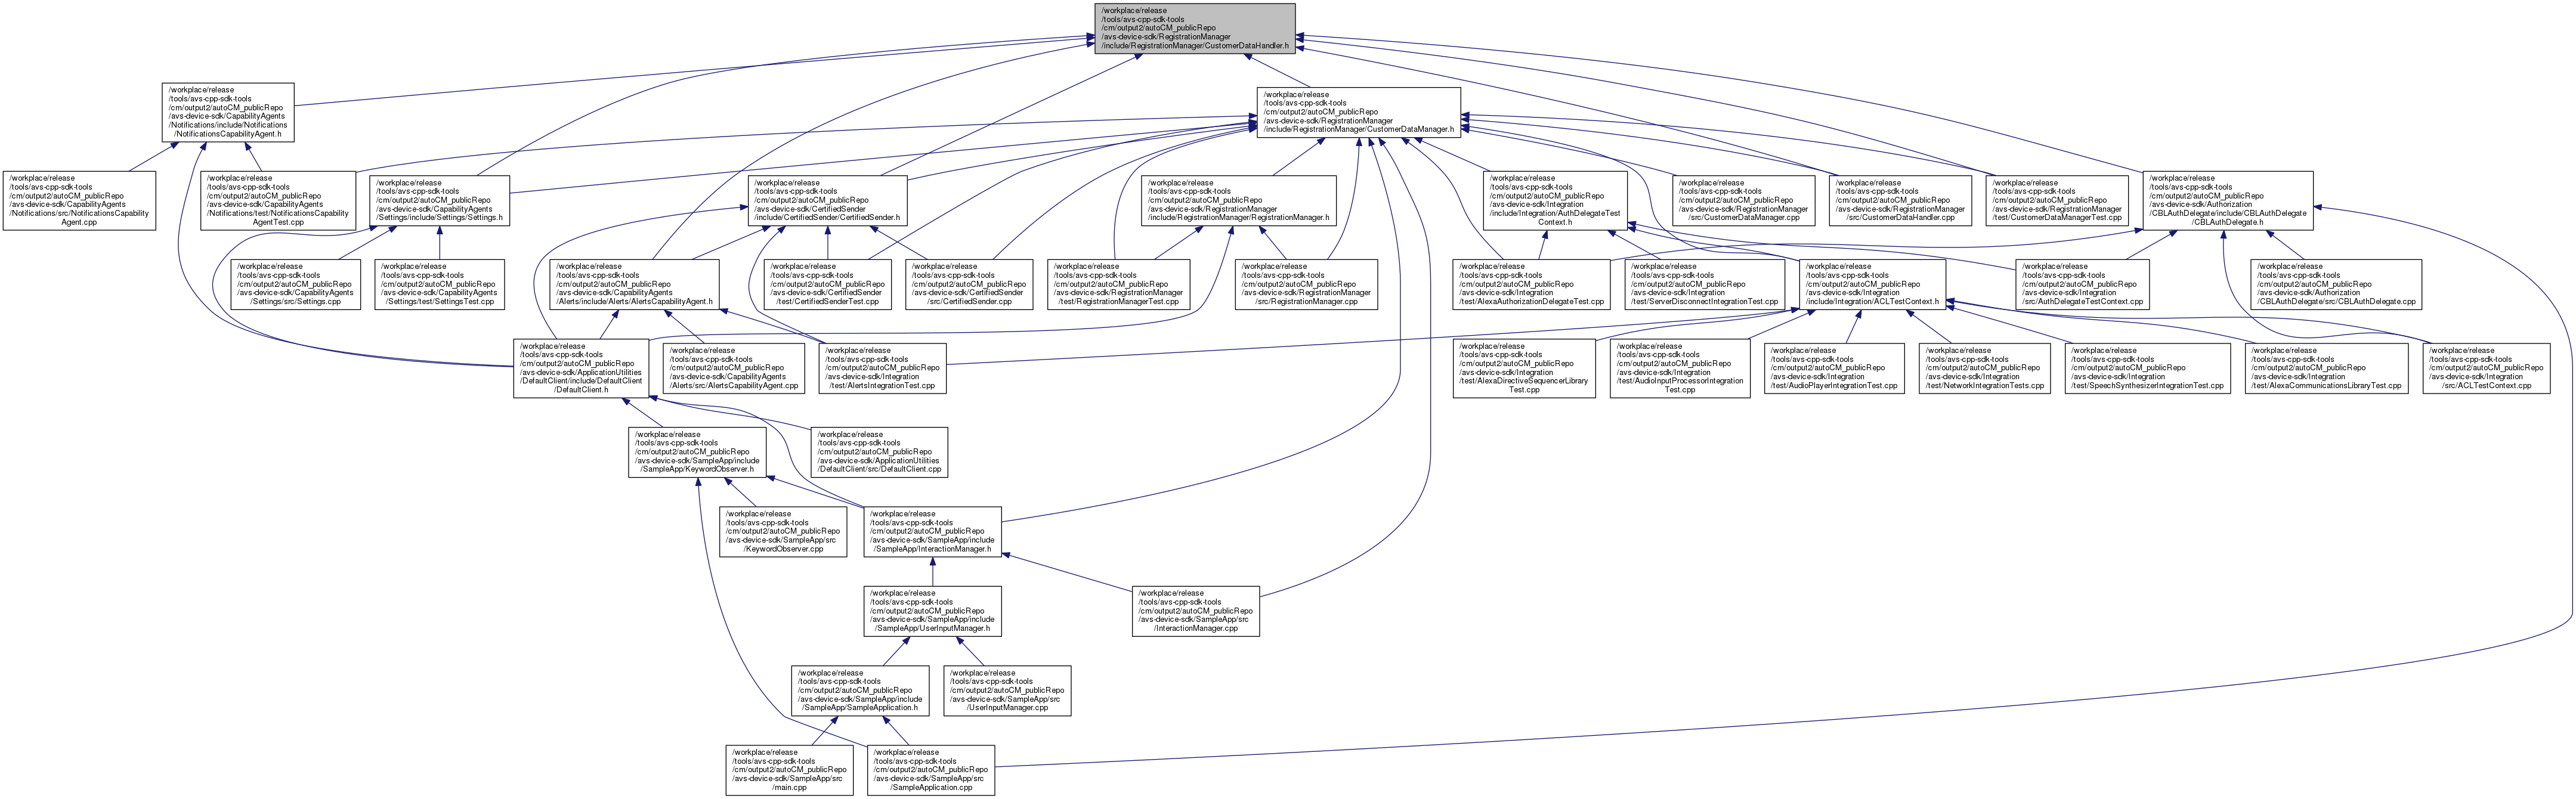 /workplace/release
/tools/avs-cpp-sdk-tools
/cm/output2/autoCM_publicRepo
/avs-device-sdk/RegistrationManager
/include/RegistrationManager/CustomerDataHandler.h
/workplace/release
/tools/avs-cpp-sdk-tools
/cm/output2/autoCM_publicRepo
/avs-device-sdk/CapabilityAgents
/Notifications/include/Notifications
/NotificationsCapabilityAgent.h
/workplace/release
/tools/avs-cpp-sdk-tools
/cm/output2/autoCM_publicRepo
/avs-device-sdk/RegistrationManager
/include/RegistrationManager/CustomerDataManager.h
/workplace/release
/tools/avs-cpp-sdk-tools
/cm/output2/autoCM_publicRepo
/avs-device-sdk/CapabilityAgents
/Notifications/src/NotificationsCapability
Agent.cpp
/workplace/release
/tools/avs-cpp-sdk-tools
/cm/output2/autoCM_publicRepo
/avs-device-sdk/CapabilityAgents
/Notifications/test/NotificationsCapability
AgentTest.cpp
/workplace/release
/tools/avs-cpp-sdk-tools
/cm/output2/autoCM_publicRepo
/avs-device-sdk/CapabilityAgents
/Settings/include/Settings/Settings.h
/workplace/release
/tools/avs-cpp-sdk-tools
/cm/output2/autoCM_publicRepo
/avs-device-sdk/CertifiedSender
/include/CertifiedSender/CertifiedSender.h
/workplace/release
/tools/avs-cpp-sdk-tools
/cm/output2/autoCM_publicRepo
/avs-device-sdk/RegistrationManager
/include/RegistrationManager/RegistrationManager.h
/workplace/release
/tools/avs-cpp-sdk-tools
/cm/output2/autoCM_publicRepo
/avs-device-sdk/Integration
/include/Integration/AuthDelegateTest
Context.h
/workplace/release
/tools/avs-cpp-sdk-tools
/cm/output2/autoCM_publicRepo
/avs-device-sdk/RegistrationManager
/src/CustomerDataManager.cpp
/workplace/release
/tools/avs-cpp-sdk-tools
/cm/output2/autoCM_publicRepo
/avs-device-sdk/RegistrationManager
/src/CustomerDataHandler.cpp
/workplace/release
/tools/avs-cpp-sdk-tools
/cm/output2/autoCM_publicRepo
/avs-device-sdk/RegistrationManager
/test/CustomerDataManagerTest.cpp
/workplace/release
/tools/avs-cpp-sdk-tools
/cm/output2/autoCM_publicRepo
/avs-device-sdk/Authorization
/CBLAuthDelegate/include/CBLAuthDelegate
/CBLAuthDelegate.h
/workplace/release
/tools/avs-cpp-sdk-tools
/cm/output2/autoCM_publicRepo
/avs-device-sdk/CapabilityAgents
/Settings/src/Settings.cpp
/workplace/release
/tools/avs-cpp-sdk-tools
/cm/output2/autoCM_publicRepo
/avs-device-sdk/CapabilityAgents
/Settings/test/SettingsTest.cpp
/workplace/release
/tools/avs-cpp-sdk-tools
/cm/output2/autoCM_publicRepo
/avs-device-sdk/CapabilityAgents
/Alerts/include/Alerts/AlertsCapabilityAgent.h
/workplace/release
/tools/avs-cpp-sdk-tools
/cm/output2/autoCM_publicRepo
/avs-device-sdk/CertifiedSender
/test/CertifiedSenderTest.cpp
/workplace/release
/tools/avs-cpp-sdk-tools
/cm/output2/autoCM_publicRepo
/avs-device-sdk/CertifiedSender
/src/CertifiedSender.cpp
/workplace/release
/tools/avs-cpp-sdk-tools
/cm/output2/autoCM_publicRepo
/avs-device-sdk/RegistrationManager
/test/RegistrationManagerTest.cpp
/workplace/release
/tools/avs-cpp-sdk-tools
/cm/output2/autoCM_publicRepo
/avs-device-sdk/RegistrationManager
/src/RegistrationManager.cpp
/workplace/release
/tools/avs-cpp-sdk-tools
/cm/output2/autoCM_publicRepo
/avs-device-sdk/Integration
/test/AlexaAuthorizationDelegateTest.cpp
/workplace/release
/tools/avs-cpp-sdk-tools
/cm/output2/autoCM_publicRepo
/avs-device-sdk/Integration
/test/ServerDisconnectIntegrationTest.cpp
/workplace/release
/tools/avs-cpp-sdk-tools
/cm/output2/autoCM_publicRepo
/avs-device-sdk/Integration
/include/Integration/ACLTestContext.h
/workplace/release
/tools/avs-cpp-sdk-tools
/cm/output2/autoCM_publicRepo
/avs-device-sdk/Integration
/src/AuthDelegateTestContext.cpp
/workplace/release
/tools/avs-cpp-sdk-tools
/cm/output2/autoCM_publicRepo
/avs-device-sdk/Authorization
/CBLAuthDelegate/src/CBLAuthDelegate.cpp
/workplace/release
/tools/avs-cpp-sdk-tools
/cm/output2/autoCM_publicRepo
/avs-device-sdk/ApplicationUtilities
/DefaultClient/include/DefaultClient
/DefaultClient.h
/workplace/release
/tools/avs-cpp-sdk-tools
/cm/output2/autoCM_publicRepo
/avs-device-sdk/CapabilityAgents
/Alerts/src/AlertsCapabilityAgent.cpp
/workplace/release
/tools/avs-cpp-sdk-tools
/cm/output2/autoCM_publicRepo
/avs-device-sdk/Integration
/test/AlertsIntegrationTest.cpp
/workplace/release
/tools/avs-cpp-sdk-tools
/cm/output2/autoCM_publicRepo
/avs-device-sdk/Integration
/test/AlexaDirectiveSequencerLibrary
Test.cpp
/workplace/release
/tools/avs-cpp-sdk-tools
/cm/output2/autoCM_publicRepo
/avs-device-sdk/Integration
/test/AudioInputProcessorIntegration
Test.cpp
/workplace/release
/tools/avs-cpp-sdk-tools
/cm/output2/autoCM_publicRepo
/avs-device-sdk/Integration
/test/AudioPlayerIntegrationTest.cpp
/workplace/release
/tools/avs-cpp-sdk-tools
/cm/output2/autoCM_publicRepo
/avs-device-sdk/Integration
/test/NetworkIntegrationTests.cpp
/workplace/release
/tools/avs-cpp-sdk-tools
/cm/output2/autoCM_publicRepo
/avs-device-sdk/Integration
/test/SpeechSynthesizerIntegrationTest.cpp
/workplace/release
/tools/avs-cpp-sdk-tools
/cm/output2/autoCM_publicRepo
/avs-device-sdk/Integration
/test/AlexaCommunicationsLibraryTest.cpp
/workplace/release
/tools/avs-cpp-sdk-tools
/cm/output2/autoCM_publicRepo
/avs-device-sdk/Integration
/src/ACLTestContext.cpp
/workplace/release
/tools/avs-cpp-sdk-tools
/cm/output2/autoCM_publicRepo
/avs-device-sdk/SampleApp/include
/SampleApp/KeywordObserver.h
/workplace/release
/tools/avs-cpp-sdk-tools
/cm/output2/autoCM_publicRepo
/avs-device-sdk/ApplicationUtilities
/DefaultClient/src/DefaultClient.cpp
/workplace/release
/tools/avs-cpp-sdk-tools
/cm/output2/autoCM_publicRepo
/avs-device-sdk/SampleApp/src
/KeywordObserver.cpp
/workplace/release
/tools/avs-cpp-sdk-tools
/cm/output2/autoCM_publicRepo
/avs-device-sdk/SampleApp/include
/SampleApp/InteractionManager.h
/workplace/release
/tools/avs-cpp-sdk-tools
/cm/output2/autoCM_publicRepo
/avs-device-sdk/SampleApp/include
/SampleApp/UserInputManager.h
/workplace/release
/tools/avs-cpp-sdk-tools
/cm/output2/autoCM_publicRepo
/avs-device-sdk/SampleApp/src
/InteractionManager.cpp
/workplace/release
/tools/avs-cpp-sdk-tools
/cm/output2/autoCM_publicRepo
/avs-device-sdk/SampleApp/include
/SampleApp/SampleApplication.h
/workplace/release
/tools/avs-cpp-sdk-tools
/cm/output2/autoCM_publicRepo
/avs-device-sdk/SampleApp/src
/UserInputManager.cpp
/workplace/release
/tools/avs-cpp-sdk-tools
/cm/output2/autoCM_publicRepo
/avs-device-sdk/SampleApp/src
/main.cpp
/workplace/release
/tools/avs-cpp-sdk-tools
/cm/output2/autoCM_publicRepo
/avs-device-sdk/SampleApp/src
/SampleApplication.cpp